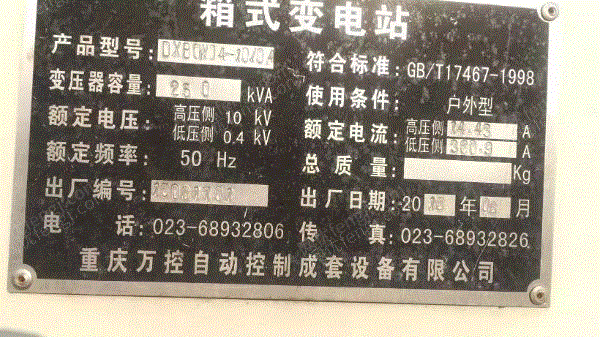 箱式变电站
产品型号: 符合标准: GB/T17467-1998
变压器容量: 250 kVA 使用条件: 户外型
额定电压: 高压侧 10 kV 低压侧 0.4 kV 额定电流: 高压侧 14.43 A 低压侧 A
额定频率: 50 Hz 总质量: Kg
出厂编号: 出厂日期: 20 年 06 月
电 话: 023-68932806 传 真: 023-68932826
重庆万控自动控制成套设备有限公司